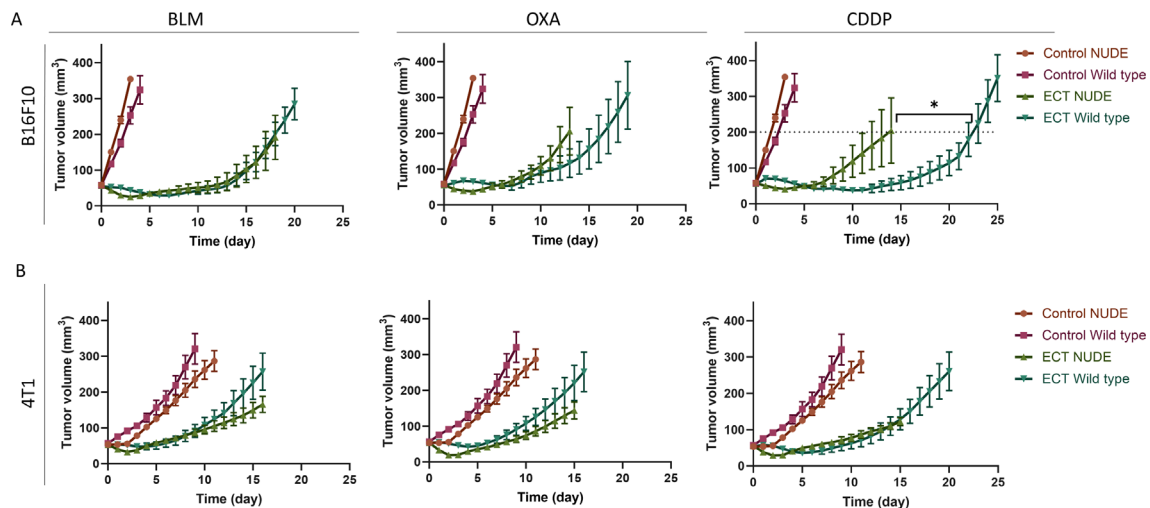 A
BLM
OXA
CDDP
B16F10
Tumor volume (mm³)
400
300
200
100
0
0 5 10 15 20 25
Time (day)
Tumor volume (mm³)
400
300
200
100
0
0 5 10 15 20 25
Time (day)
Tumor volume (mm³)
400
300
200
100
0
*
0 5 10 15 20 25
Time (day)
Control NUDE
Control Wild type
ECT NUDE
ECT Wild type
B
4T1
Tumor volume (mm³)
400
300
200
100
0
0 5 10 15 20 25
Time (day)
Tumor volume (mm³)
400
300
200
100
0
0 5 10 15 20 25
Time (day)
Tumor volume (mm³)
400
300
200
100
0
0 5 10 15 20 25
Time (day)
Control NUDE
Control Wild type
ECT NUDE
ECT Wild type